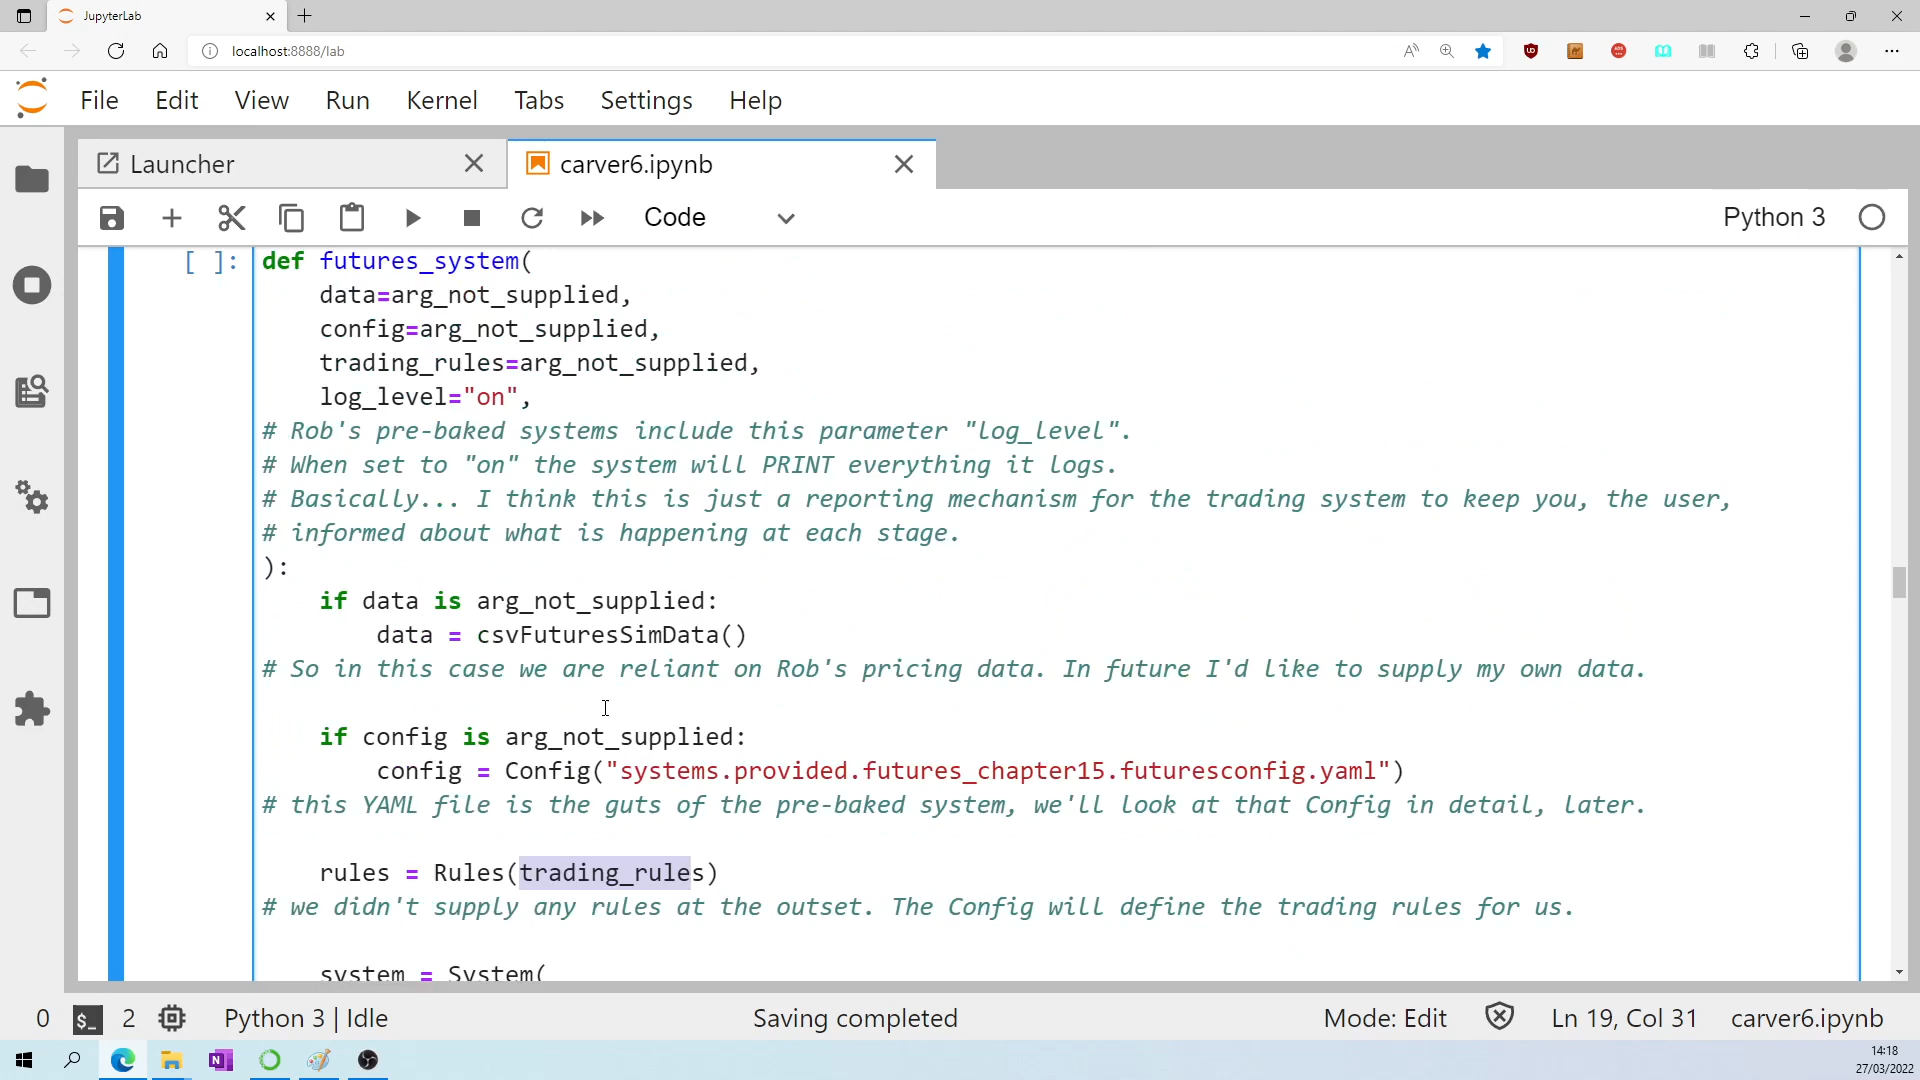 JupyterLab
localhost:8888/lab
File Edit View Run Kernel Tabs Settings Help
Launcher
carver6.ipynb
Code
Python 3
[ ]:
def futures_system(
data=arg_not_supplied,
config=arg_not_supplied,
trading_rules=arg_not_supplied,
log_level="on",
# Rob's pre-baked systems include this parameter "log_level".
# When set to "on" the system will PRINT everything it logs.
# Basically... I think this is just a reporting mechanism for the trading system to keep you, the user,
# informed about what is happening at each stage.
):
if data is arg_not_supplied:
data = csvFuturesSimData()
# So in this case we are reliant on Rob's pricing data. In future I'd like to supply my own data.
if config is arg_not_supplied:
config = Config("systems.provided.futures_chapter15.futuresconfig.yaml")
# this YAML file is the guts of the pre-baked system, we'll look at that Config in detail, later.
rules = Rules(trading_rules)
# we didn't supply any rules at the outset. The Config will define the trading rules for us.
system = System(
0 $_ 2 Python 3 | Idle Saving completed Mode: Edit Ln 19, Col 31 carver6.ipynb
14:18
27/03/2022